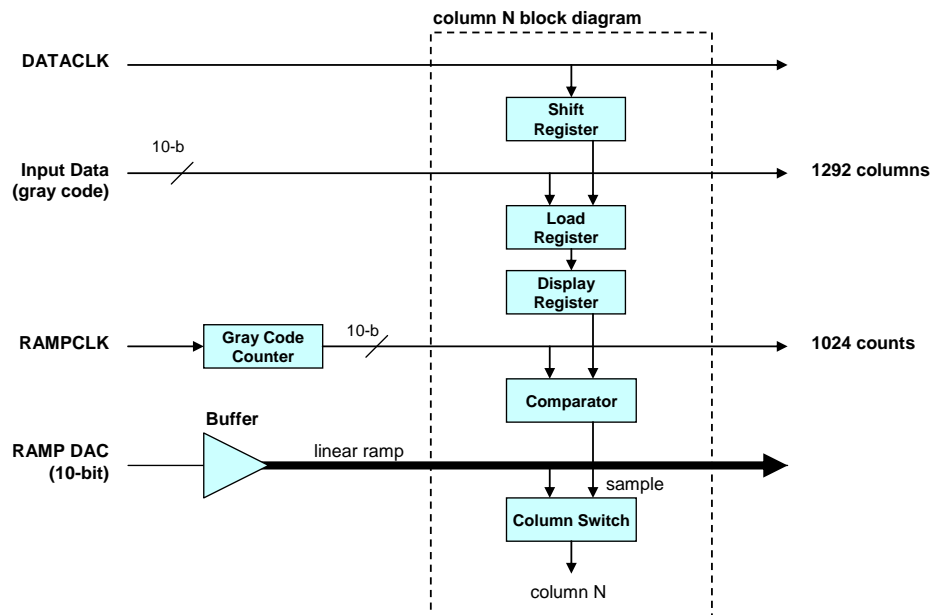 column N block diagram
DATACLK
Shift
Register
10-b
Input Data
(gray code)
1292 columns
Load
Register
Display
Register
RAMPCLK
Gray Code
Counter
10-b
1024 counts
Comparator
Buffer
RAMP DAC
(10-bit)
linear ramp
sample
Column Switch
column N